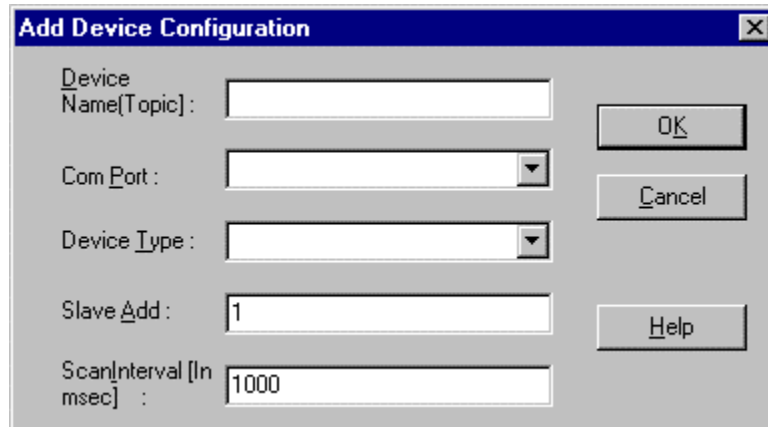 Add Device Configuration
Device
Name[Topic] :
OK
Com Port :
Cancel
Device Type :
Slave Add :
1
Help
ScanInterval [In
msec] :
1000